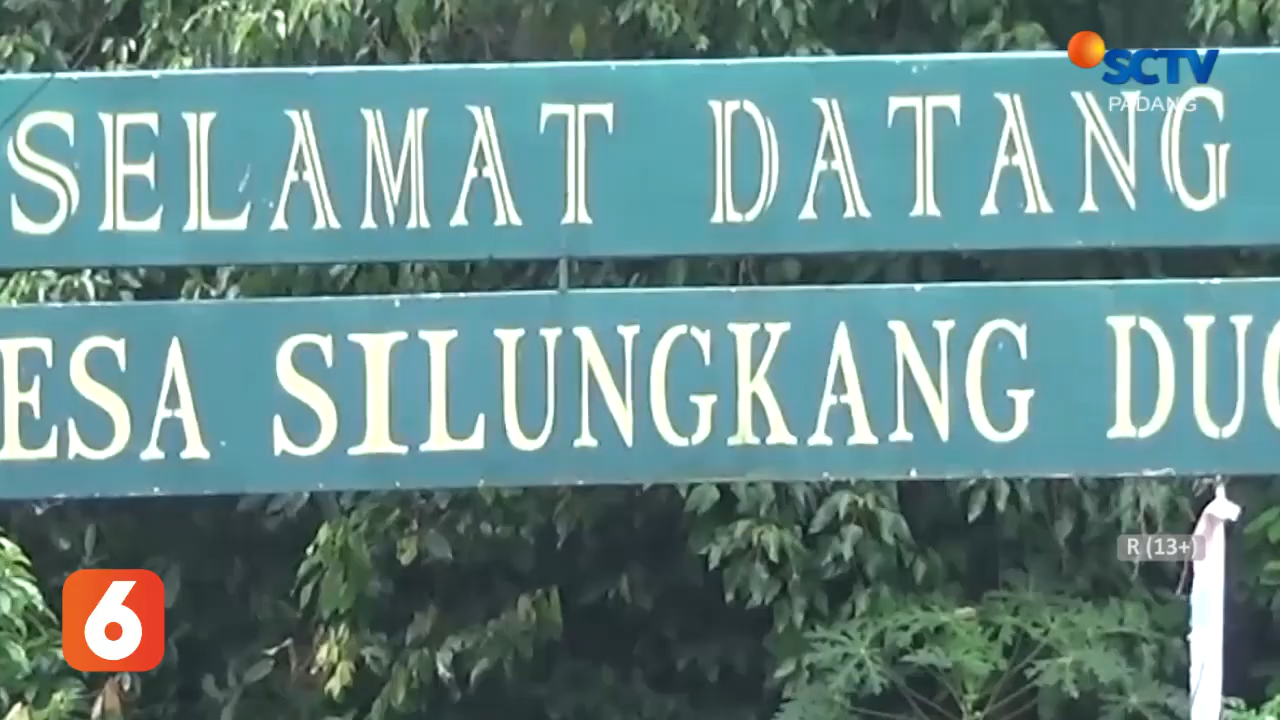 SCTV
PADANG
SELAMAT DATANG
ESA SILUNGKANG DUO
R (13+)
6